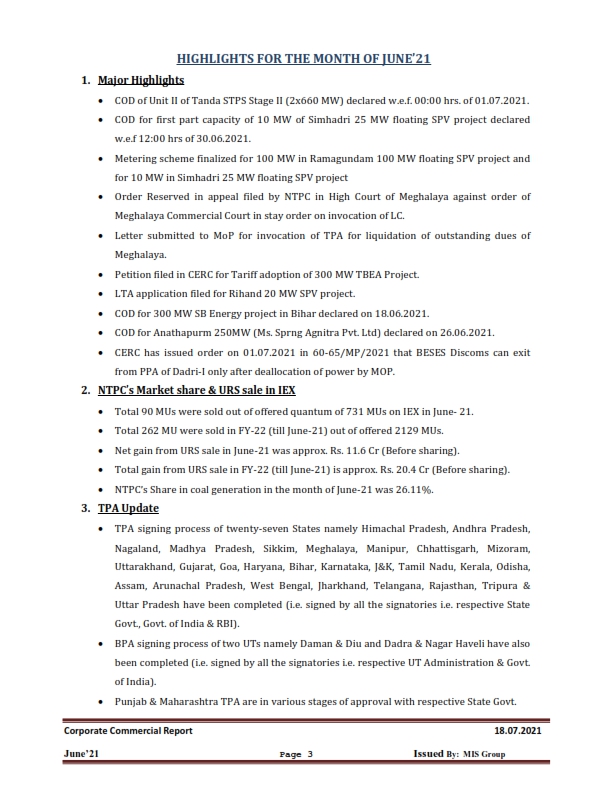 HIGHLIGHTS FOR THE MONTH OF JUNE'21
1. Major Highlights
• COD of Unit II of Tanda STPS Stage II (2x660 MW) declared w.e.f. 00:00 hrs. of 01.07.2021.
• COD for first part capacity of 10 MW of Simhadri 25 MW floating SPV project declared
w.e.f 12:00 hrs of 30.06.2021.
• Metering scheme finalized for 100 MW in Ramagundam 100 MW floating SPV project and
for 10 MW in Simhadri 25 MW floating SPV project
• Order Reserved in appeal filed by NTPC in High Court of Meghalaya against order of
Meghalaya Commercial Court in stay order on invocation of LC.
• Letter submitted to MoP for invocation of TPA for liquidation of outstanding dues of
Meghalaya.
• Petition filed in CERC for Tariff adoption of 300 MW TBEA Project.
• LTA application filed for Rihand 20 MW SPV project.
• COD for 300 MW SB Energy project in Bihar declared on 18.06.2021.
• COD for Anathapurm 250MW (Ms. Sprng Agnitra Pvt. Ltd) declared on 26.06.2021.
• CERC has issued order on 01.07.2021 in 60-65/MP/2021 that BESES Discoms can exit
from PPA of Dadri-I only after deallocation of power by MOP.
2. NTPC's Market share & URS sale in IEX
• Total 90 MUs were sold out of offered quantum of 731 MUs on IEX in June- 21.
• Total 262 MU were sold in FY-22 (till June-21) out of offered 2129 MUs.
• Net gain from URS sale in June-21 was approx. Rs. 11.6 Cr (Before sharing).
• Total gain from URS sale in FY-22 (till June-21) is approx. Rs. 20.4 Cr (Before sharing).
• NTPC's Share in coal generation in the month of June-21 was 26.11%.
3. TPA Update
• TPA signing process of twenty-seven States namely Himachal Pradesh, Andhra Pradesh,
Nagaland, Madhya Pradesh, Sikkim, Meghalaya, Manipur, Chhattisgarh, Mizoram,
Uttarakhand, Gujarat, Goa, Haryana, Bihar, Karnataka, J&K, Tamil Nadu, Kerala, Odisha,
Assam, Arunachal Pradesh, West Bengal, Jharkhand, Telangana, Rajasthan, Tripura &
Uttar Pradesh have been completed (i.e. signed by all the signatories i.e. respective State
Govt., Govt. of India & RBI).
• BPA signing process of two UTs namely Daman & Diu and Dadra & Nagar Haveli have also
been completed (i.e. signed by all the signatories i.e. respective UT Administration & Govt.
of India).
• Punjab & Maharashtra TPA are in various stages of approval with respective State Govt.
Corporate Commercial Report 18.07.2021
June'21 Page 3 Issued By: MIS Group